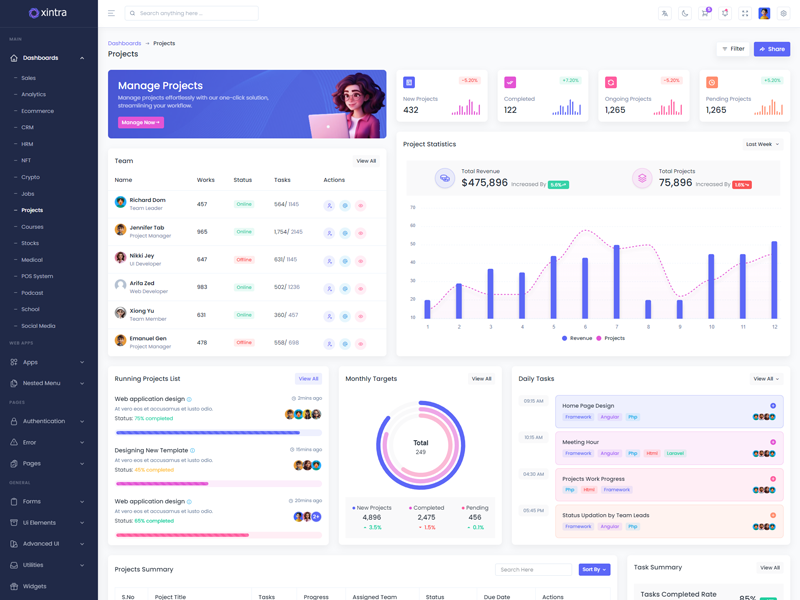 xintra
Search anything here ...
5
MAIN
Dashboards
Sales
Analytics
Ecommerce
CRM
HRM
NFT
Crypto
Jobs
Projects
Courses
Stocks
Medical
POS System
Podcast
School
Social Media
WEB APPS
Apps
Nested Menu
PAGES
Authentication
Error
Pages
GENERAL
Forms
UI Elements
Advanced UI
Utilities
Widgets
Dashboards → Projects
Projects
Filter
Share
Manage Projects
Manage projects effortlessly with our one-click solution,
streamlining your workflow.
Manage Now
-5.20%
New Projects
432
+7.20%
Completed
122
-5.20%
Ongoing Projects
1,265
+5.20%
Pending Projects
1,265
Team
View All
Name Works Status Tasks Actions
Richard Dom
Team Leader
457 Online 564/ 1145
Jennifer Tab
Project Manager
965 Online 1,754/ 2145
Nikki Jey
UI Developer
647 Offline 631/ 1145
Arifa Zed
Web Developer
983 Online 502/ 1236
Xiong Yu
Team Member
631 Online 360/ 457
Emanuel Gen
Project Manager
478 Offline 558/ 698
Project Statistics
Last Week
Total Revenue
$475,896 Increased By
Total Projects
75,896 Increased By 1.6%
70
60
50
40
30
20
10
1 2 3 4 5 6 7 8 9 10 11 12
Revenue Projects
Running Projects List
View All
Web application design
2mins ago
At vero eos et accusamus et iusto odio.
Status: 75% completed
Designing New Template
15mins ago
At vero eos et accusamus et iusto odio.
Status: 45% completed
Web application design
20mins ago
At vero eos et accusamus et iusto odio.
Status: 65% completed
2+
Monthly Targets
View All
Total
249
New Projects
4,896
3.5%
Completed
2,475
1.5%
Pending
456
0.1%
Daily Tasks
View All
09:15 AM
Home Page Design
Framework Angular Php
10:15 AM
Meeting Hour
Framework Angular Php Html Laravel
04:30 AM
Projects Work Progress
Php Html Framework
05:45 PM
Status Updation by Team Leads
Framework Angular Php
Projects Summary
Search Here
Sort By
S.No Poject Title Tasks Progress Assigned Team Status Due Date Actions
Task Summary
View All
Tasks Completed Rate
85%